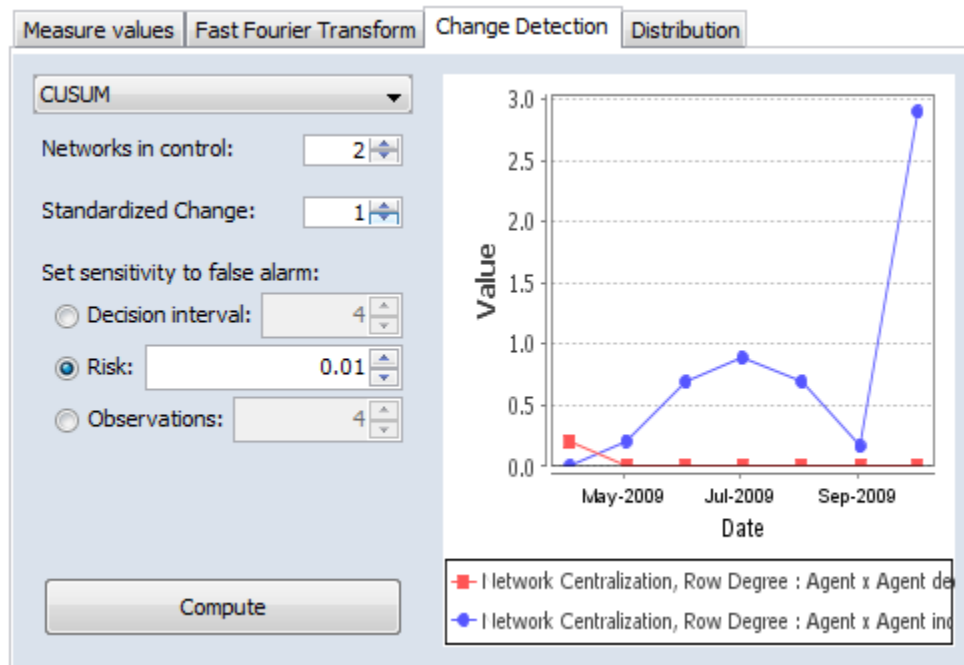 Measure values Fast Fourier Transform Change Detection Distribution
CUSUM
Networks in control: 2
Standardized Change: 1
Set sensitivity to false alarm:
Decision interval: 4
Risk: 0.01
Observations: 4
Compute
3.0
2.5
2.0
1.5
1.0
0.5
0.0
Value
May-2009 Jul-2009 Sep-2009
Date
Network Centralization, Row Degree : Agent x Agent de
Network Centralization, Row Degree : Agent x Agent inc